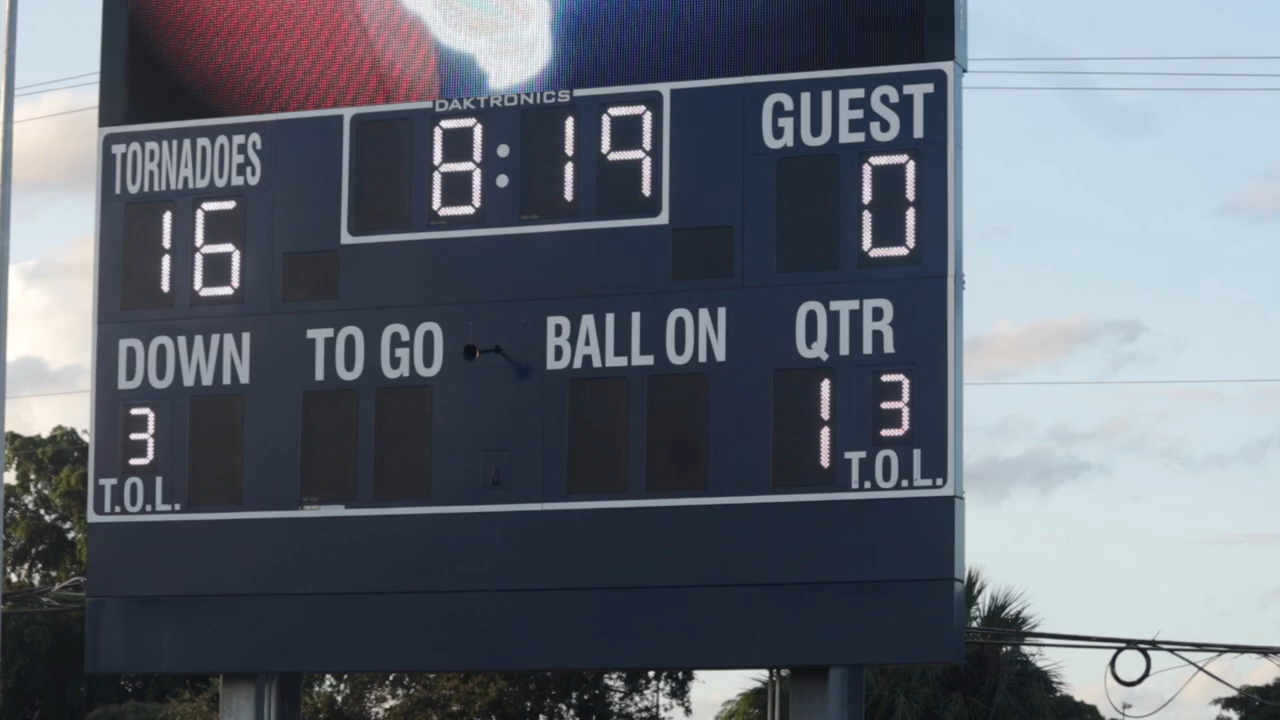 DAKTRONICS
TORNADOES 8:19 GUEST
16 0
DOWN TO GO BALL ON QTR
3 1 3
T.O.L. T.O.L.